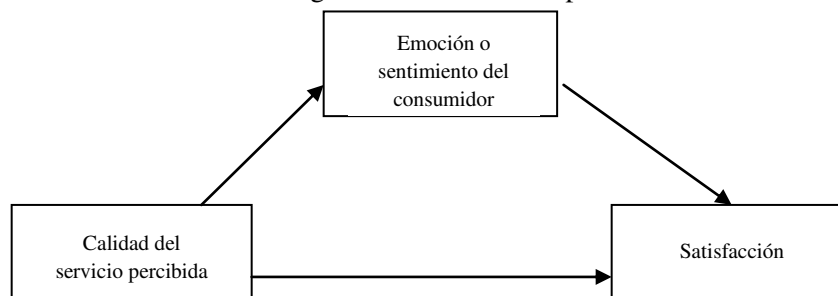 Emoción o
sentimiento del
consumidor
Calidad del
servicio percibida
Satisfacción